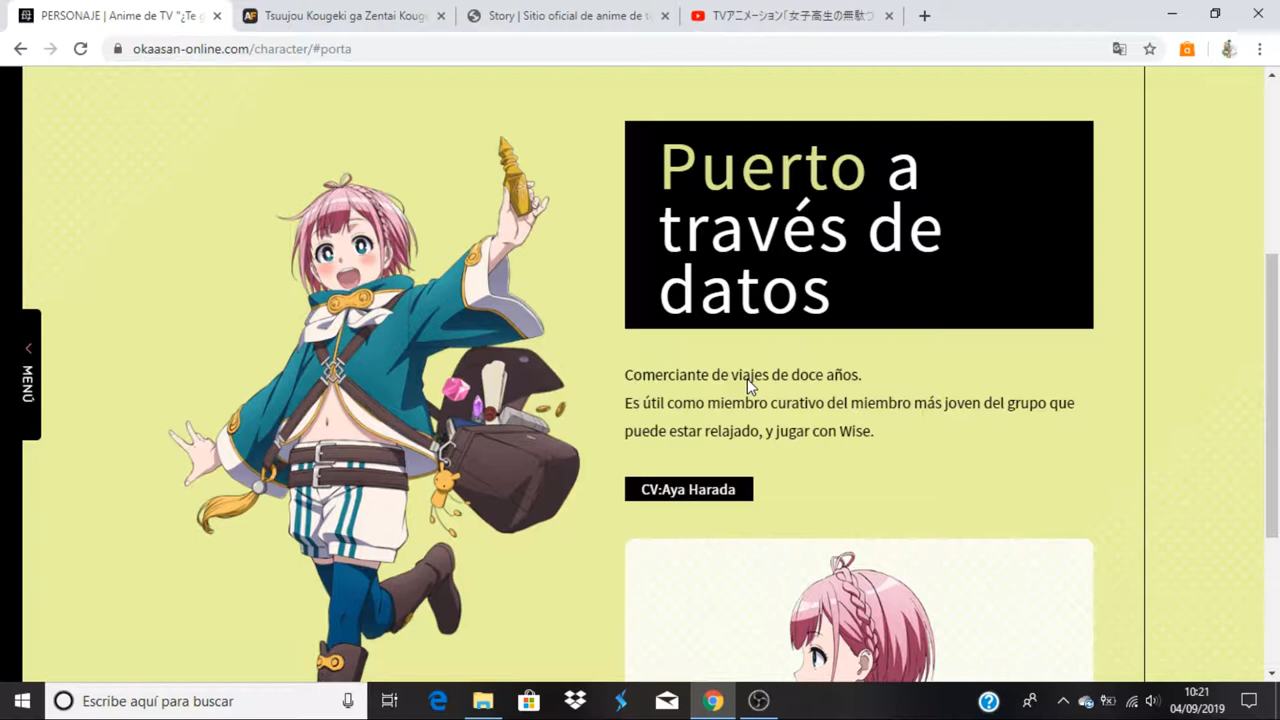 PERSONAJE | Anime de TV "¿Te g
Tsuujou Kougeki ga Zentai Kouge
Story | Sitio oficial de anime de te
TVアニメーション「女子高生の無駄づ
okaasan-online.com/character/#porta
Puerto a
través de
datos
MENÚ
Comerciante de viajes de doce años.
Es útil como miembro curativo del miembro más joven del grupo que
puede estar relajado, y jugar con Wise.
CV:Aya Harada
Escribe aquí para buscar
10:21
04/09/2019